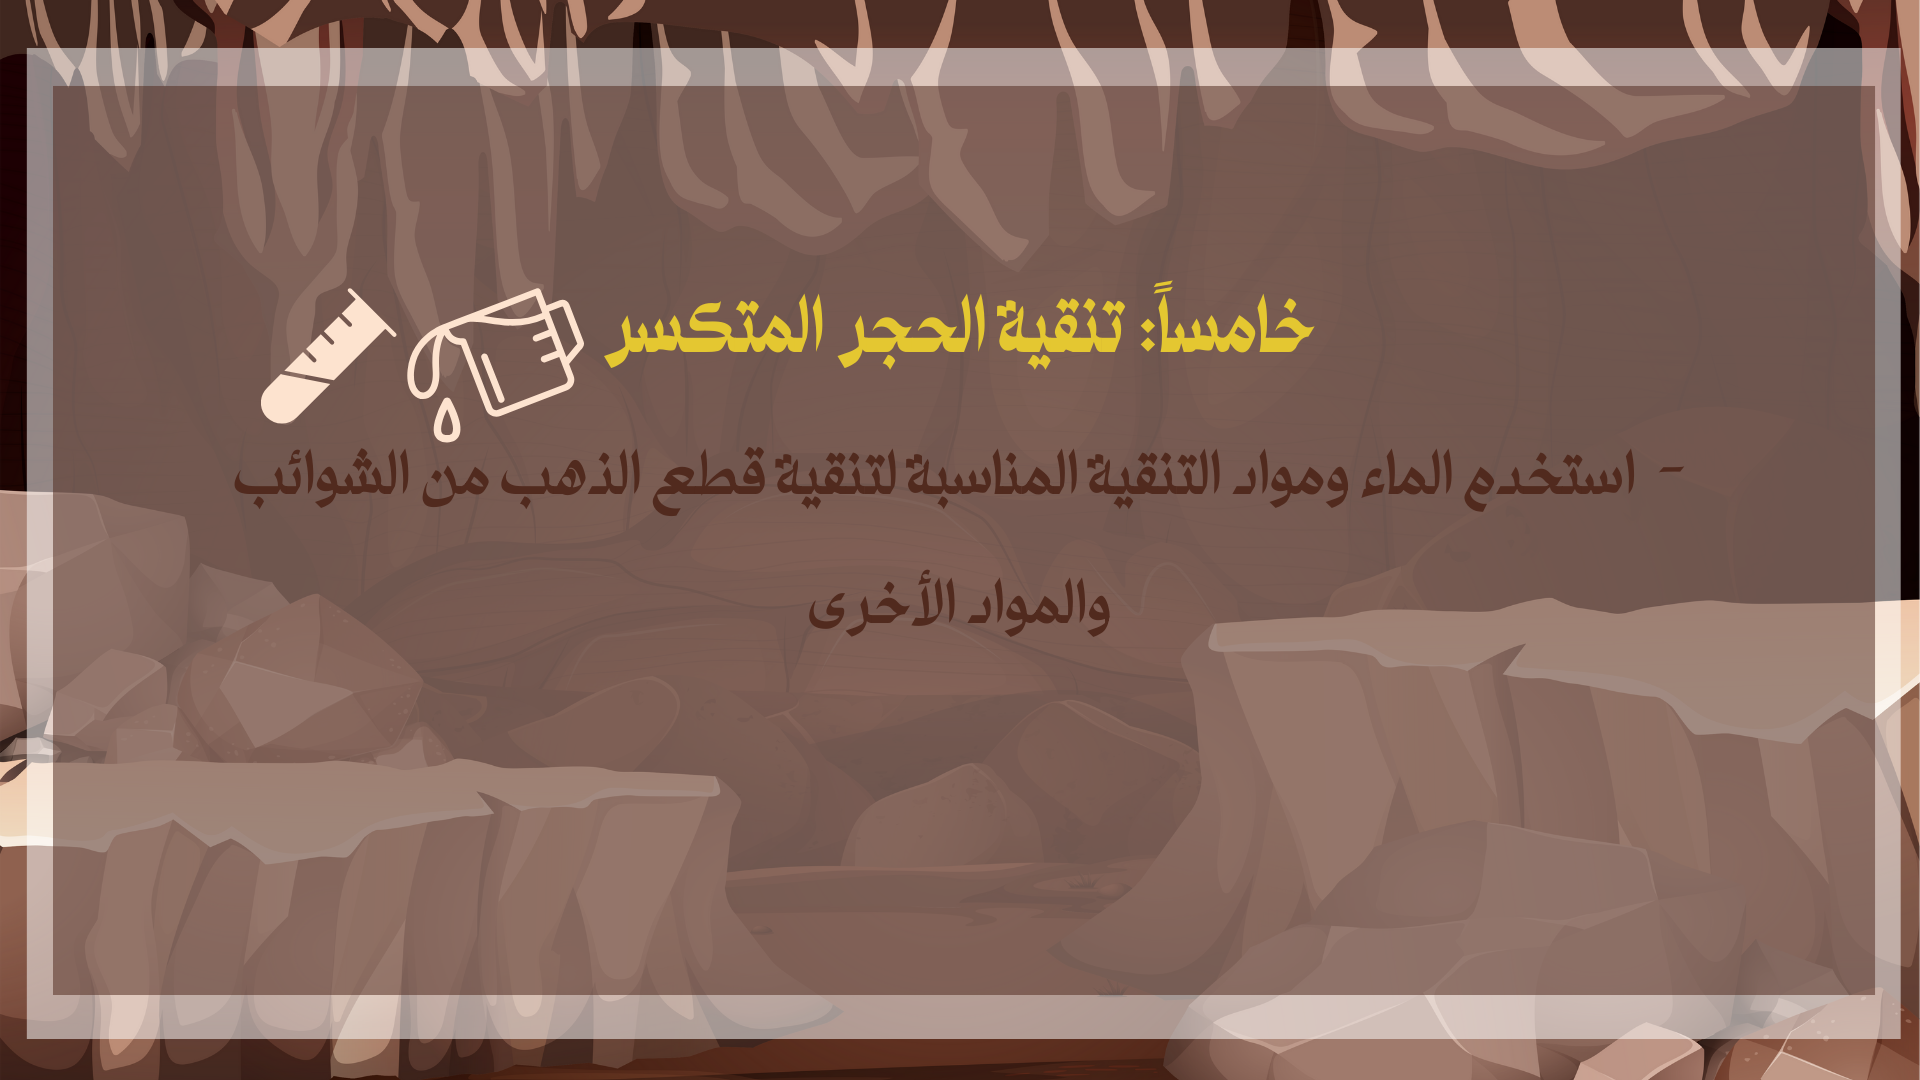 خامساً: تنقية الحجر المتكسر
- استخدم الماء ومواد التنقية المناسبة لتنقية قطع الذهب من الشوائب
والمواد الأخرى